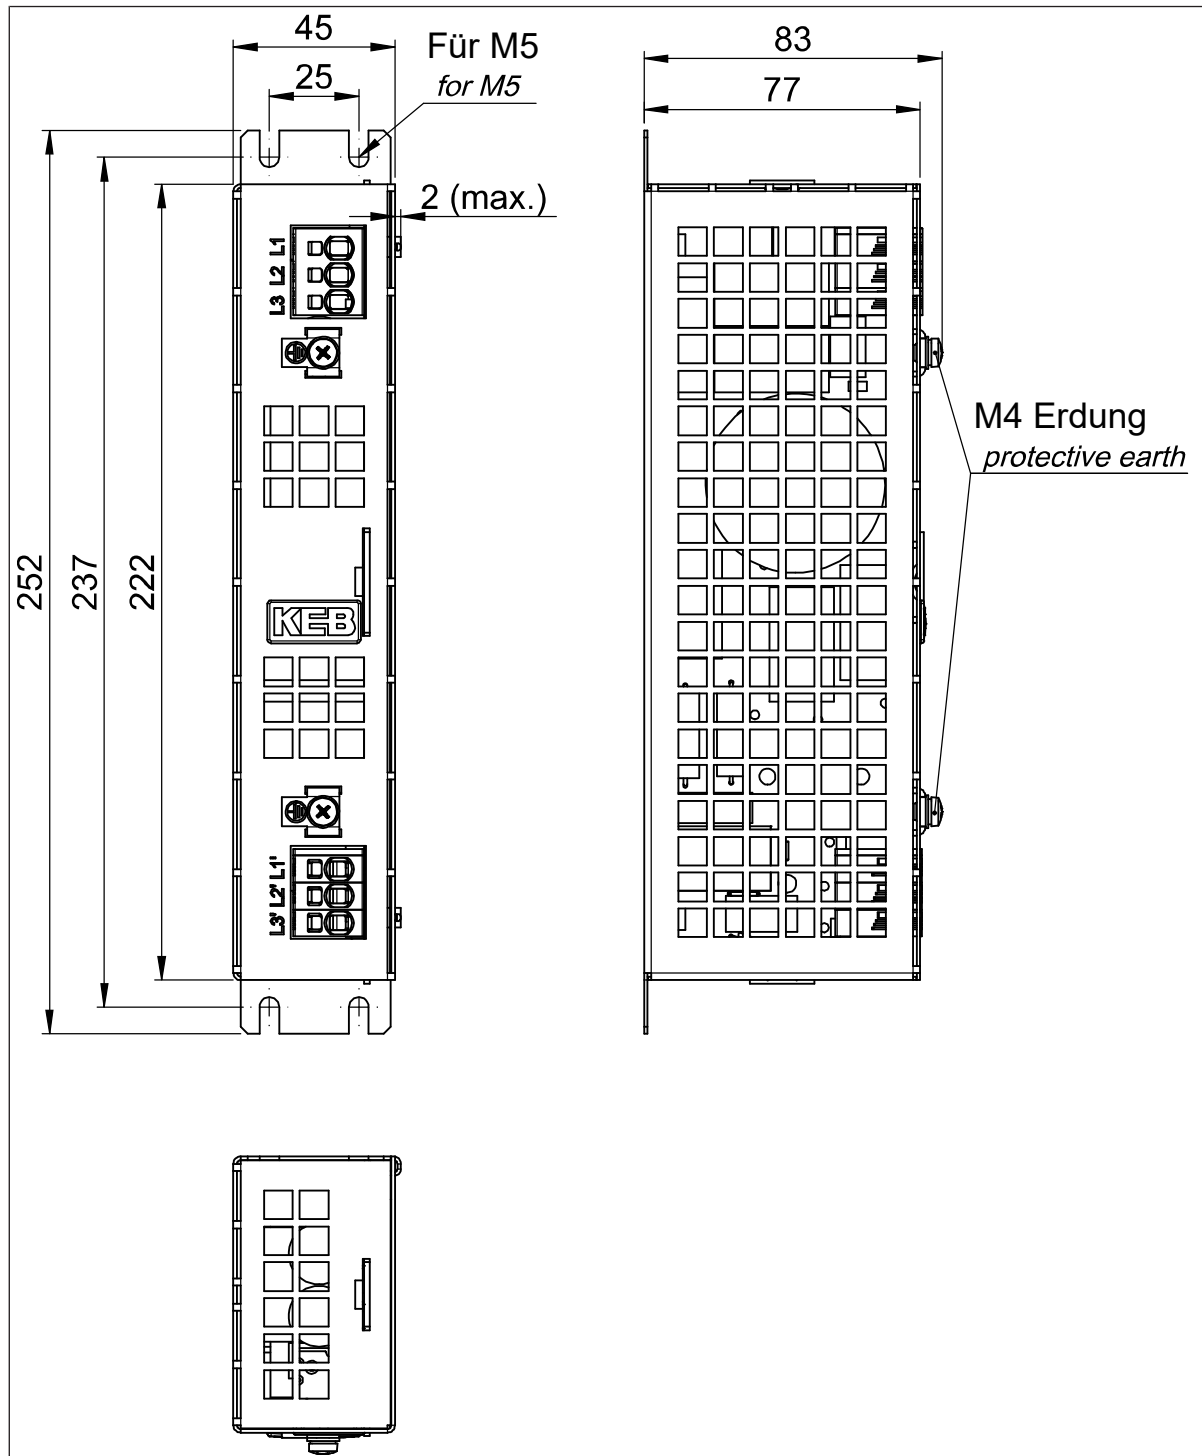 45
Für M5
for M5
25
83
77
2 (max.)
L3 L2 L1
M4 Erdung
protective earth
252
237
222
KEB
L3' L2' L1'